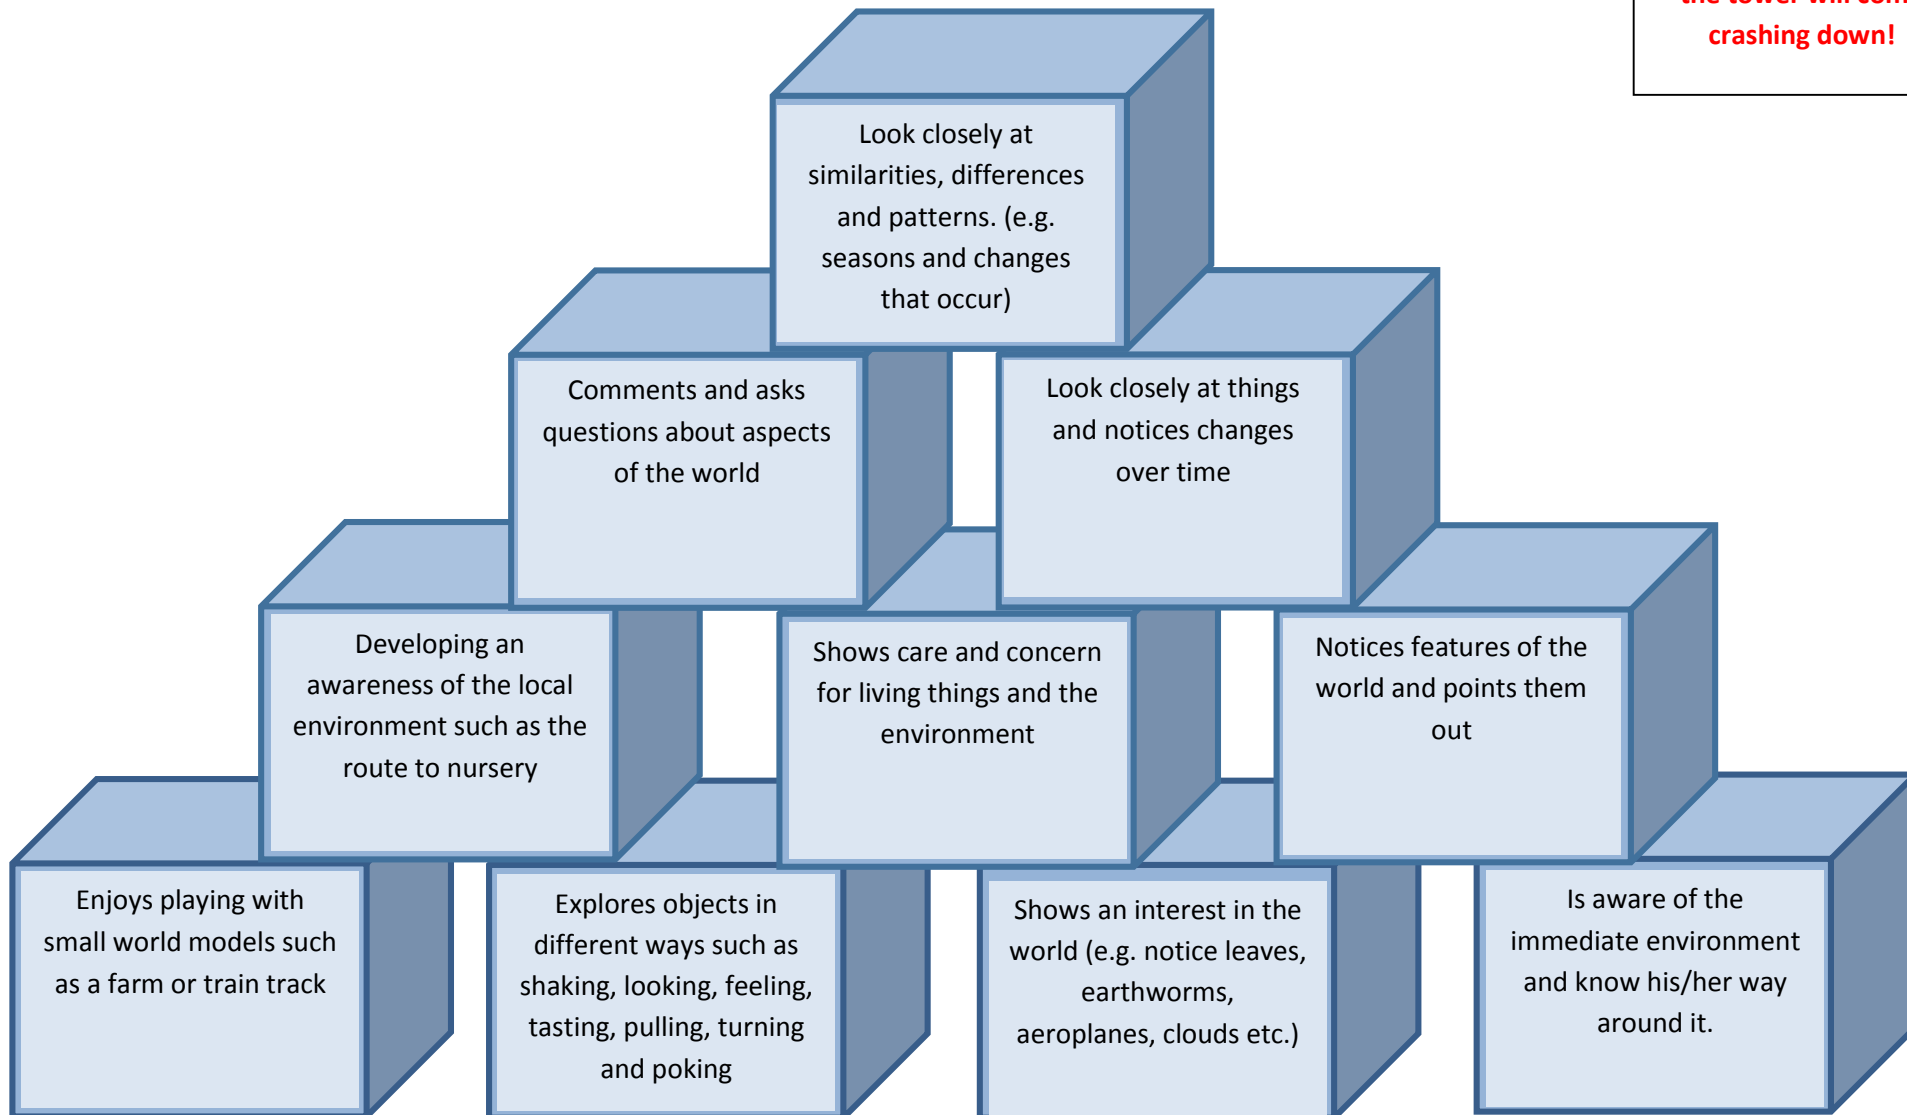 crashing down!
Look closely at
similarities, differences
and patterns. (e.g.
seasons and changes
that occur)
Comments and asks
questions about aspects
of the world
Look closely at things
and notices changes
over time
Developing an
awareness of the local
environment such as the
route to nursery
Shows care and concern
for living things and the
environment
Notices features of the
world and points them
out
Enjoys playing with
small world models such
as a farm or train track
Explores objects in
different ways such as
shaking, looking, feeling,
tasting, pulling, turning
and poking
Shows an interest in the
world (e.g. notice leaves,
earthworms,
aeroplanes, clouds etc.)
Is aware of the
immediate environment
and know his/her way
around it.